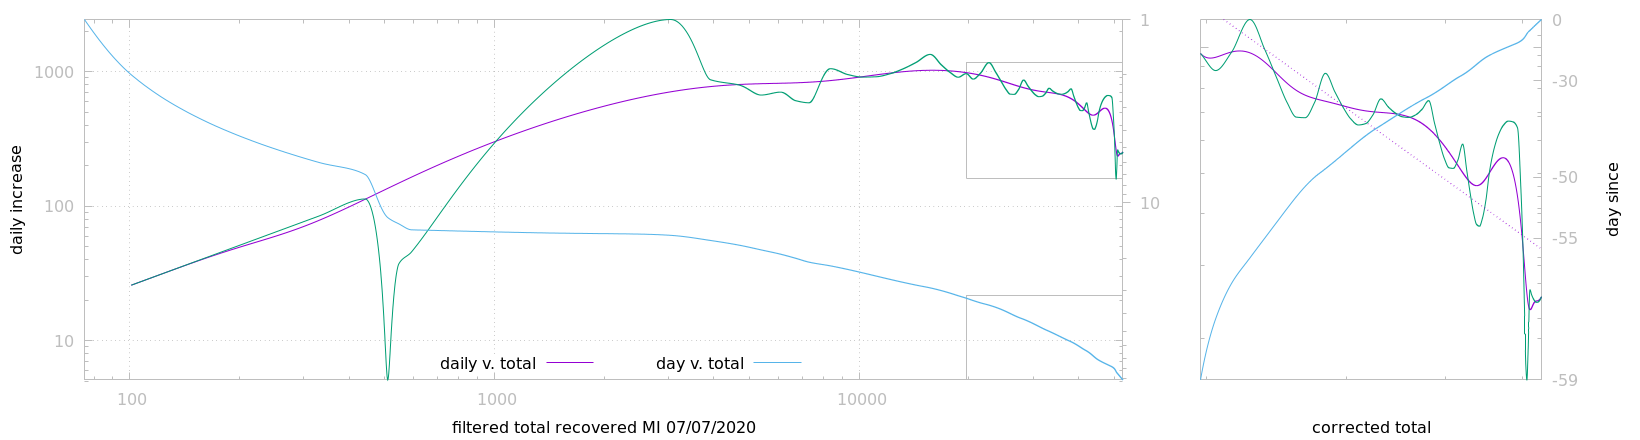 1000
100
10
daily increase
100
1000
10000
daily v. total
day v. total
filtered total recovered MI 07/07/2020
1
10
0
-30
-50
-55
-59
day since
corrected total